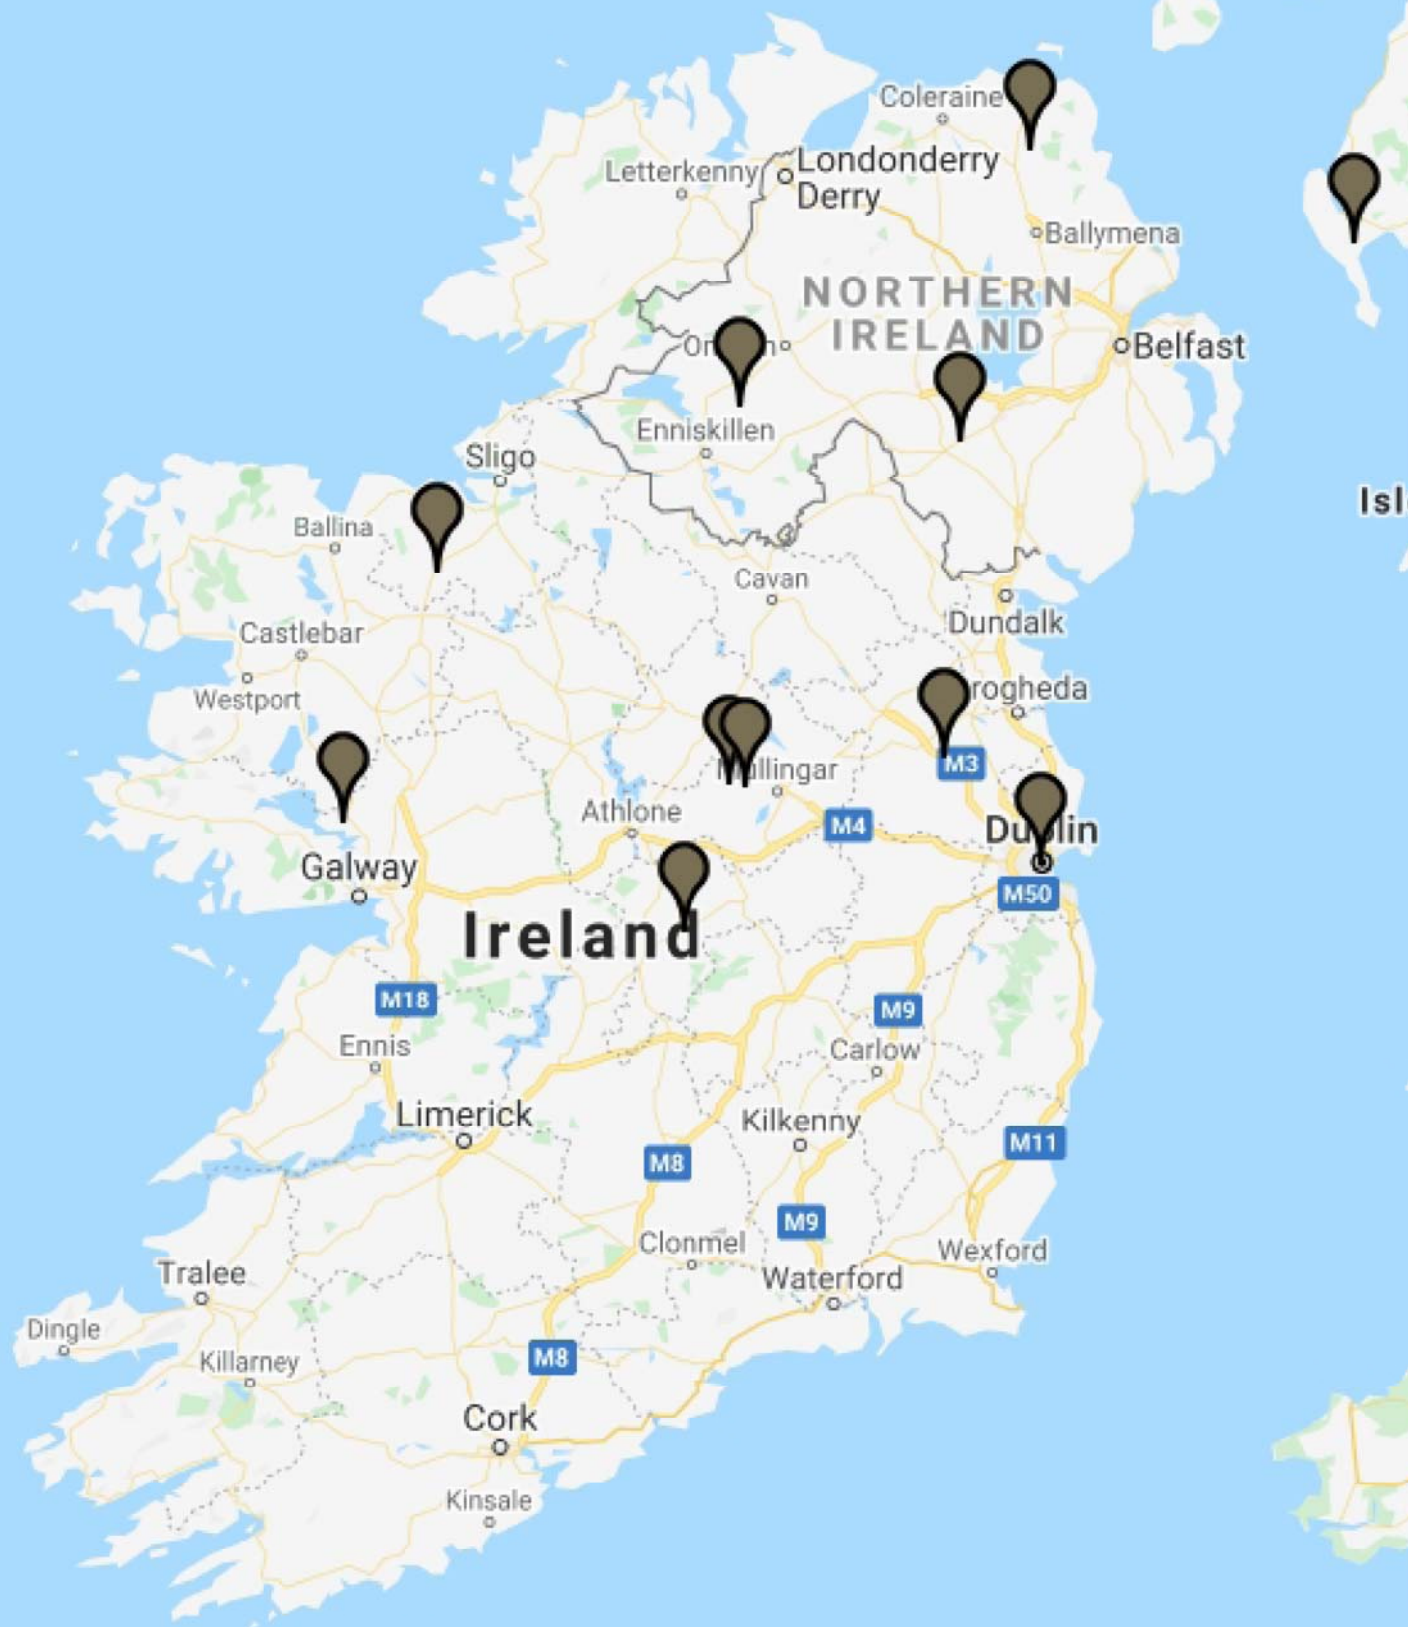 Coleraine
Londonderry
Derry
Letterkenny
Ballymena
NORTHERN
IRELAND
Belfast
Enniskillen
Sligo
Ballina
Cavan
Dundalk
Castlebar
Westport
M3
Athlone
M4
Galway
M50
Ireland
M18
M9
Ennis
Carlow
Limerick
Kilkenny
M11
M8
M9
Clonmel
Wexford
Waterford
Tralee
Dingle
Killarney
M8
Cork
Kinsale